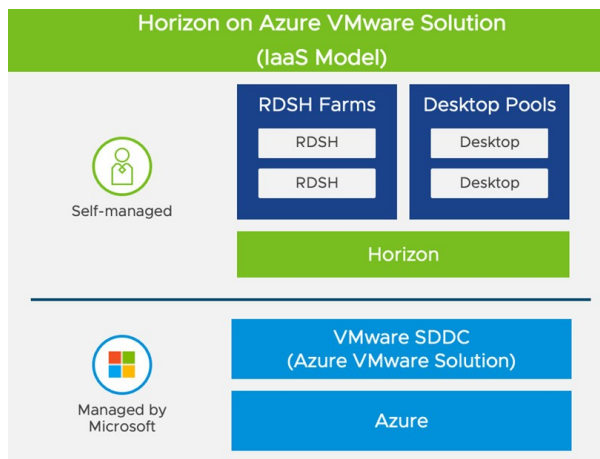 Horizon on Azure VMware Solution
(IaaS Model)
RDSH Farms
RDSH
RDSH
Desktop Pools
Desktop
Desktop
Self-managed
Horizon
VMware SDDC
(Azure VMware Solution)
Managed by
Microsoft
Azure